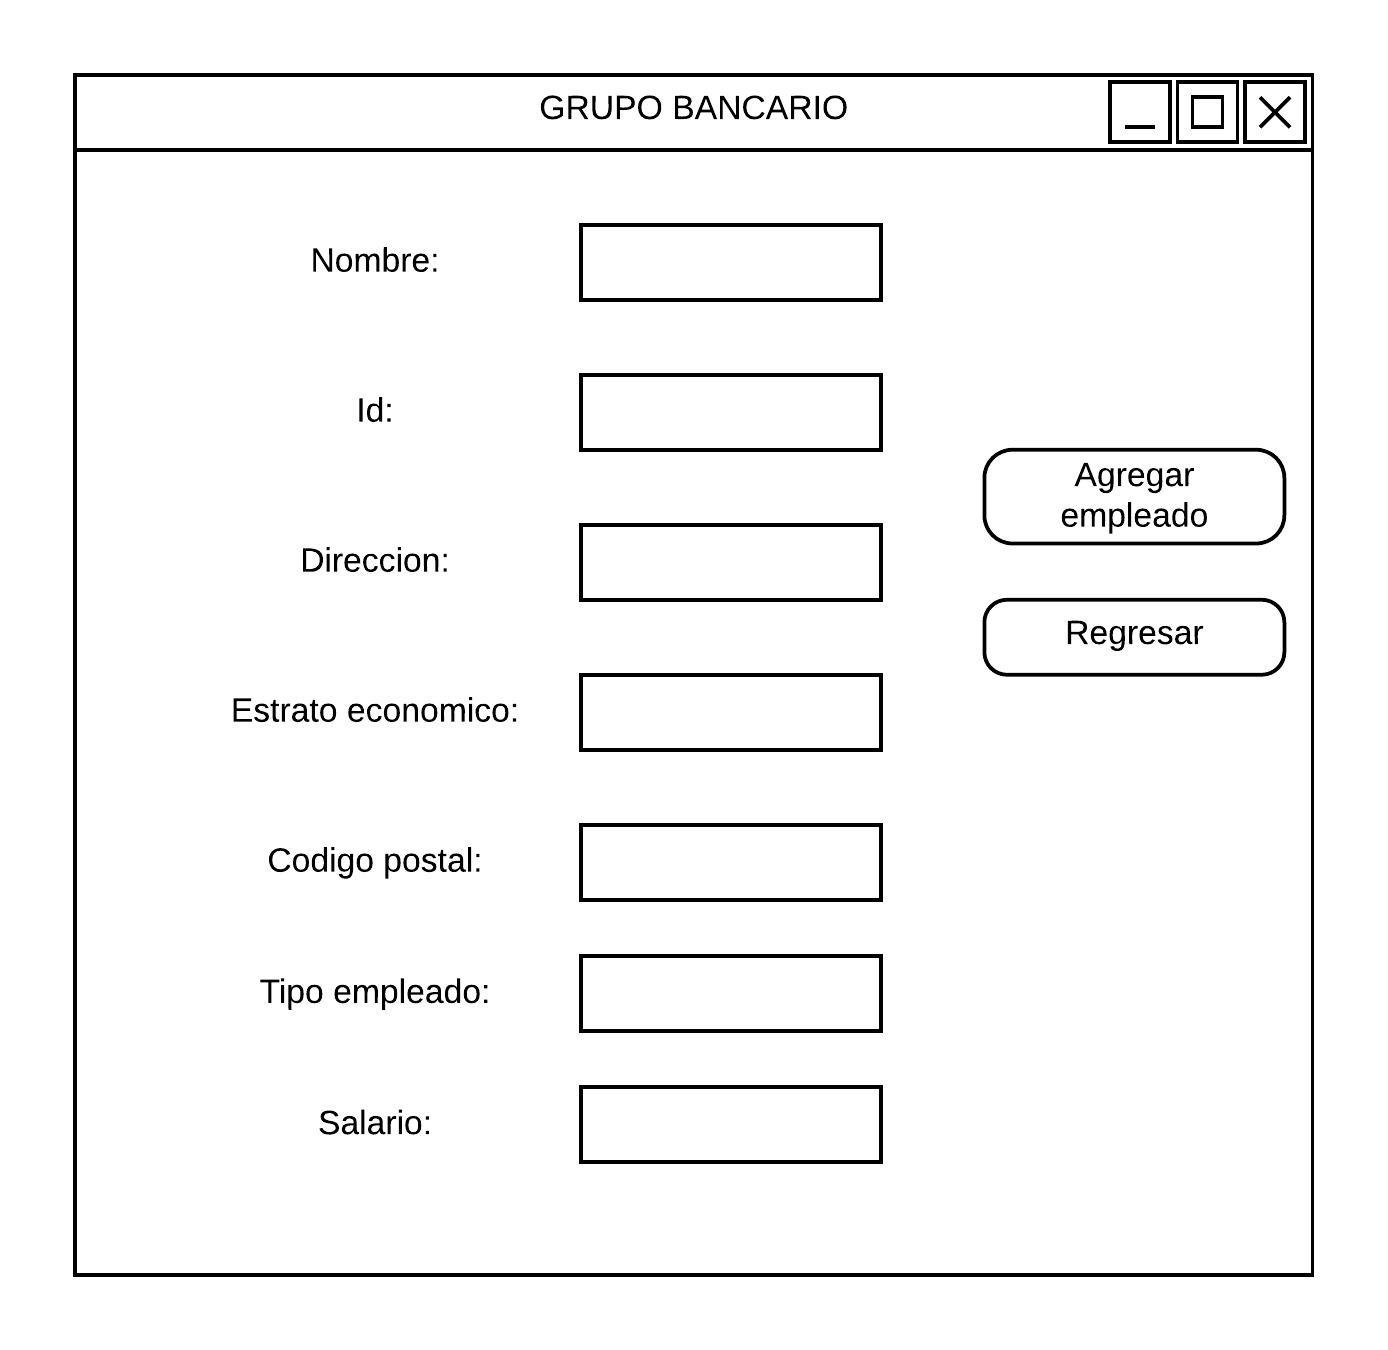 GRUPO BANCARIO
Nombre:
Id:
Agregar
empleado
Direccion:
Regresar
Estrato economico:
Codigo postal:
Tipo empleado:
Salario: